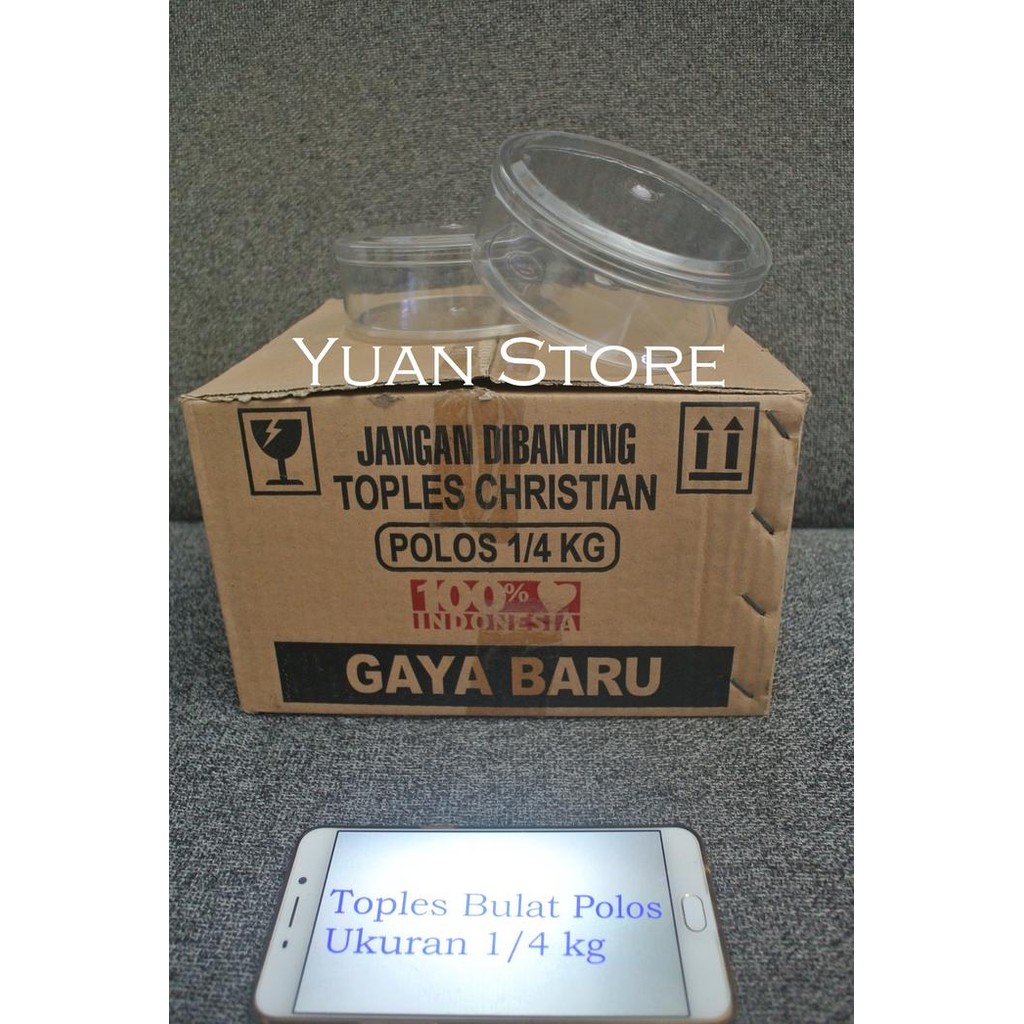 YUAN STORE
JANGAN DIBANTING
TOPLES CHRISTIAN
POLOS 1/4 KG
100%
INDONESIA
GAYA BARU
Toples Bulat Polos
Ukuran 1/4 kg